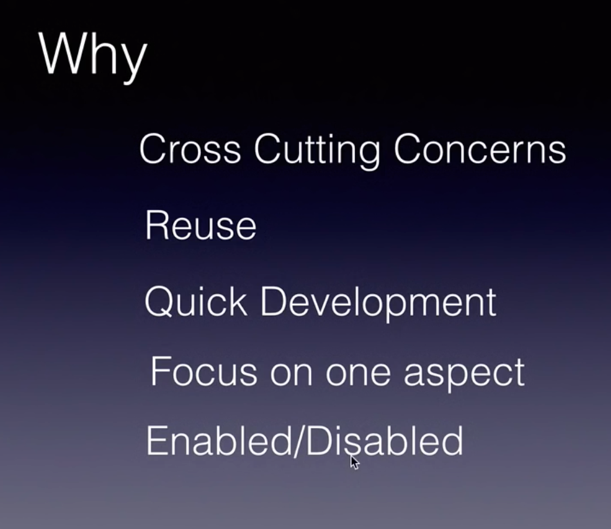 Why
Cross Cutting Concerns
Reuse
Quick Development
Focus on one aspect
Enabled/Disabled